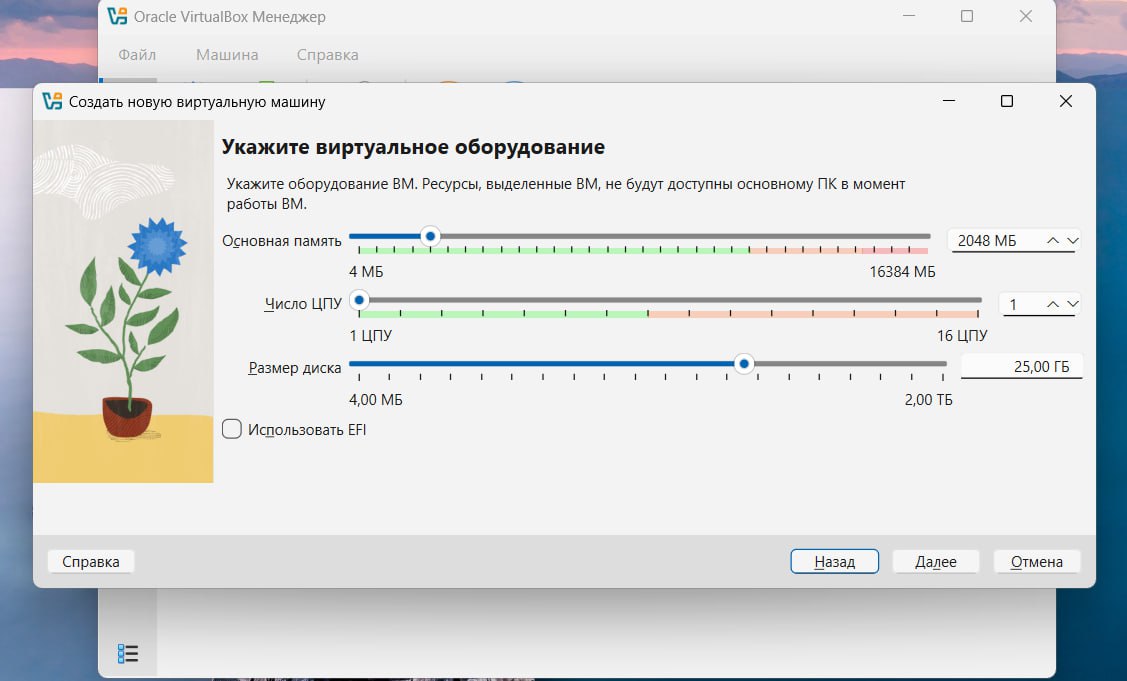 Oracle VirtualBox Менеджер
Файл Машина Справка
Создать новую виртуальную машину
Укажите виртуальное оборудование
Укажите оборудование ВМ. Ресурсы, выделенные ВМ, не будут доступны основному ПК в момент
работы ВМ.
Основная память 2048 МБ
4 МБ 16384 МБ
Число ЦПУ 1
1 ЦПУ 16 ЦПУ
Размер диска 25,00 ГБ
4,00 МБ 2,00 ТБ
Использовать EFI
Справка Назад Далее Отмена